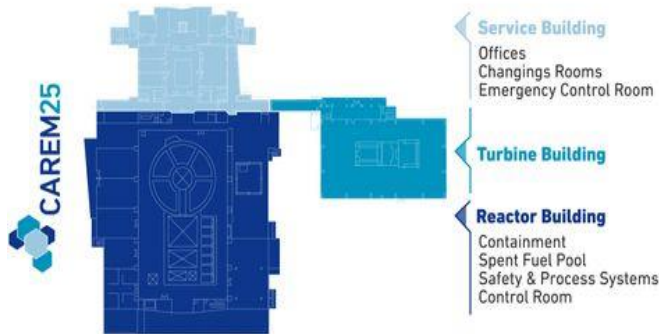 CAREM25
Service Building
Offices
Changings Rooms
Emergency Control Room
Turbine Building
Reactor Building
Containment
Spent Fuel Pool
Safety & Process Systems
Control Room